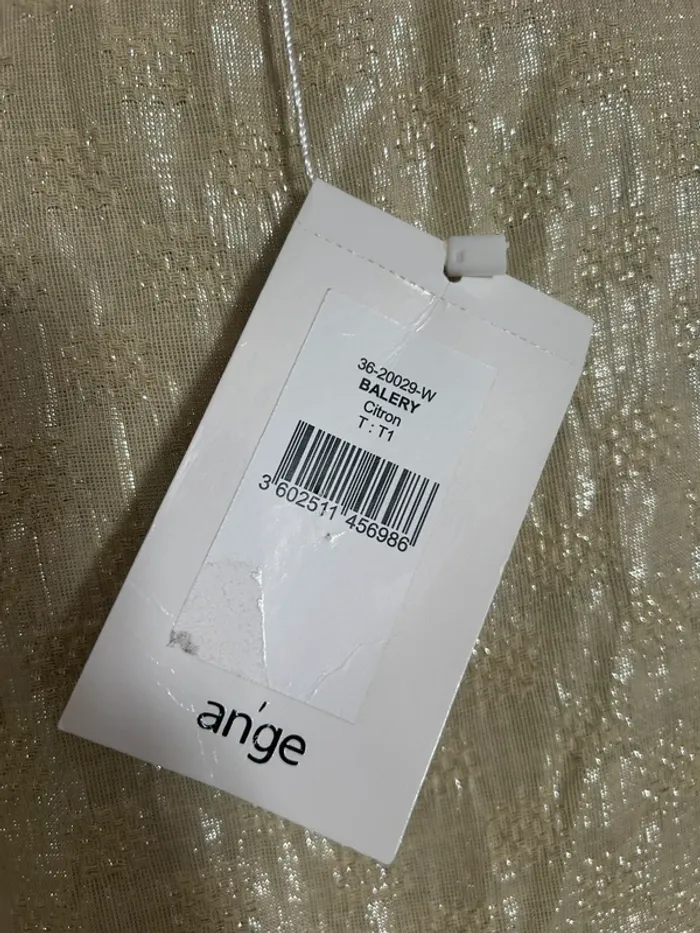 36-20029-W
BALERY
Citron
T : T1
3 602511 456986
an'ge